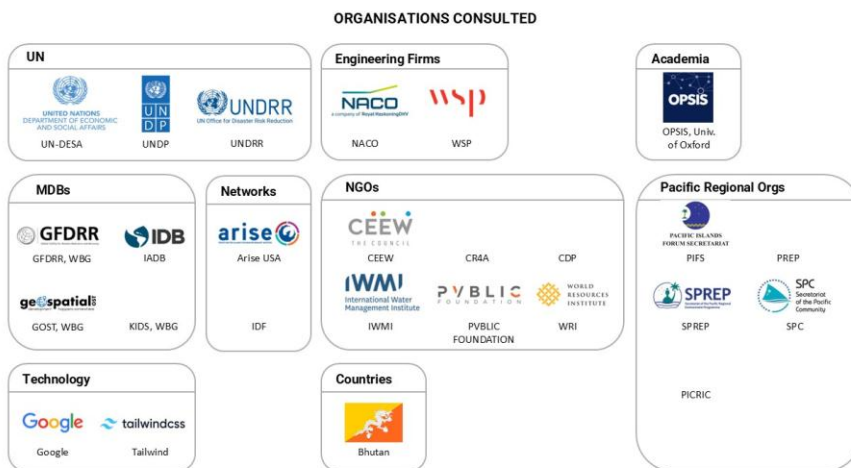 ORGANISATIONS CONSULTED
UN
UNITED NATIONS
DEPARTMENT OF ECONOMIC
AND SOCIAL AFFAIRS
UN-DESA
U N
D P
UNDP
UNDRR
UN Office for Disaster Risk Reduction
UNDRR
Engineering Firms
NACO
a company of Royal HaskoningDHV
NACO
wsp
WSP
Academia
OPSIS
OPSIS, Univ.
of Oxford
MDBs
GFDRR
GFDRR, WBG
IDB
IADB
geospatial
GOST, WBG
KIDS, WBG
Networks
arise
Arise USA
IDF
NGOs
CEEW
THE COUNCIL
CEEW
CR4A
CDP
IWMI
International Water
Management Institute
IWMI
PVBLIC
FOUNDATION
PVBLIC
FOUNDATION
WORLD
RESOURCES
INSTITUTE
WRI
Pacific Regional Orgs
PACIFIC ISLANDS
FORUM SECRETARIAT
PIFS
PREP
SPREP
SPREP
SPC
Secretariat
of the Pacific
Community
SPC
PICRIC
Technology
Google
Google
tailwindcss
Tailwind
Countries
Bhutan